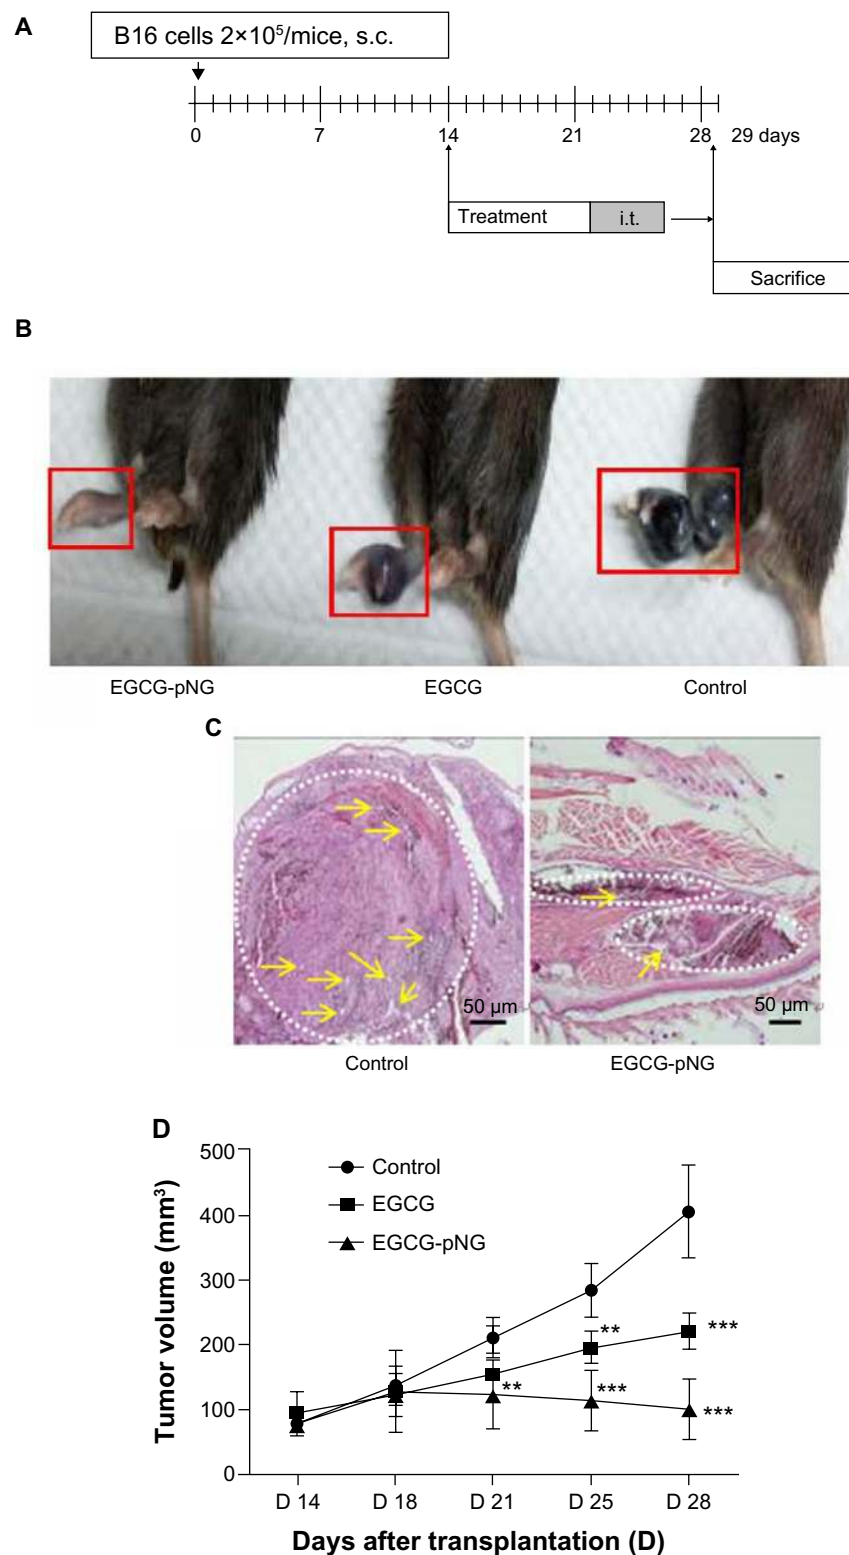 A
B16 cells 2×10⁵/mice, s.c.
0 7 14 21 28 29 days
Treatment i.t.
Sacrifice
B
EGCG-pNG EGCG Control
C
50 µm 50 µm
Control EGCG-pNG
D
500
400
300
200
100
0
Tumor volume (mm³)
Control
EGCG
EGCG-pNG
**
**
***
***
***
D 14 D 18 D 21 D 25 D 28
Days after transplantation (D)